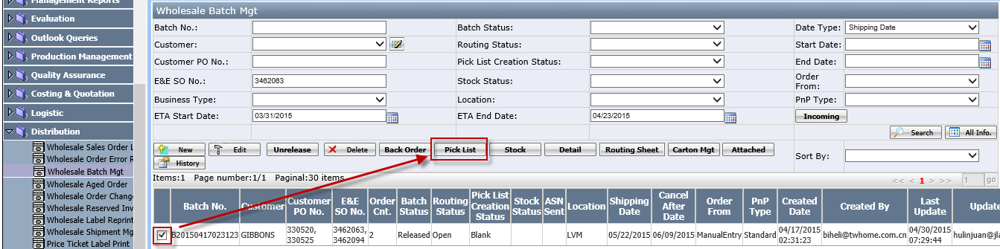 Management Reports
Evaluation
Outlook Queries
Production Management
Quality Assurance
Costing & Quotation
Logistic
Distribution
Wholesale Sales Order L
Wholesale Order Error R
Wholesale Batch Mgt
Wholesale Aged Order
Wholesale Order Chang
Wholesale Reserved Inv
Wholesale Label Reprint
Wholesale Shipment Mg
Price Ticket Label Print
Wholesale Batch Mgt
Batch No.: Batch Status: Date Type: Shipping Date
Customer: Routing Status: Start Date:
Customer PO No.: Pick List Creation Status: End Date:
E&E SO No.: 3462063 Stock Status: Order From:
Business Type: Location: PnP Type:
ETA Start Date: 03/31/2015 ETA End Date: 04/23/2015 Incoming
Search All Info.
New Edit Unrelease Delete Back Order Pick List Stock Detail Routing Sheet Carton Mgt Attached
History
Sort By:
Items:1 Page number:1/1 Paginal:30 items
<< < 1 > >> 1 go
Batch No. Customer Customer PO No. E&E SO No. Order Cnt. Batch Status Routing Status Pick List Creation Status Stock Status ASN Sent Location Shipping Date Cancel After Date Order From PnP Type Created Date Created By Last Update Update
B20150417023123 GIBBONS 330520, 330525 3462063, 3462094 2 Released Open Blank LVM 05/22/2015 06/09/2015 ManualEntry Standard 04/17/2015 02:31:23 biheli@twhome.com.cn 04/30/2015 07:29:44 hulinjuan@jla